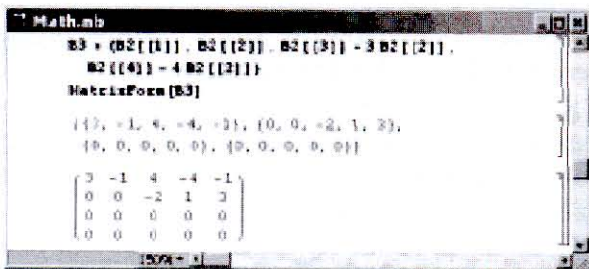 Math.nb
B3 = {B2[[1]], B2[[2]], B2[[3]] - 3 B2[[2]],
B2[[4]] - 4 B2[[2]]}
MatrixForm[B3]
{{3, -1, 4, -4, -1}, {0, 0, -2, 1, 3},
{0, 0, 0, 0, 0}, {0, 0, 0, 0, 0}}
3 -1 4 -4 -1
0 0 -2 1 3
0 0 0 0 0
0 0 0 0 0
150%